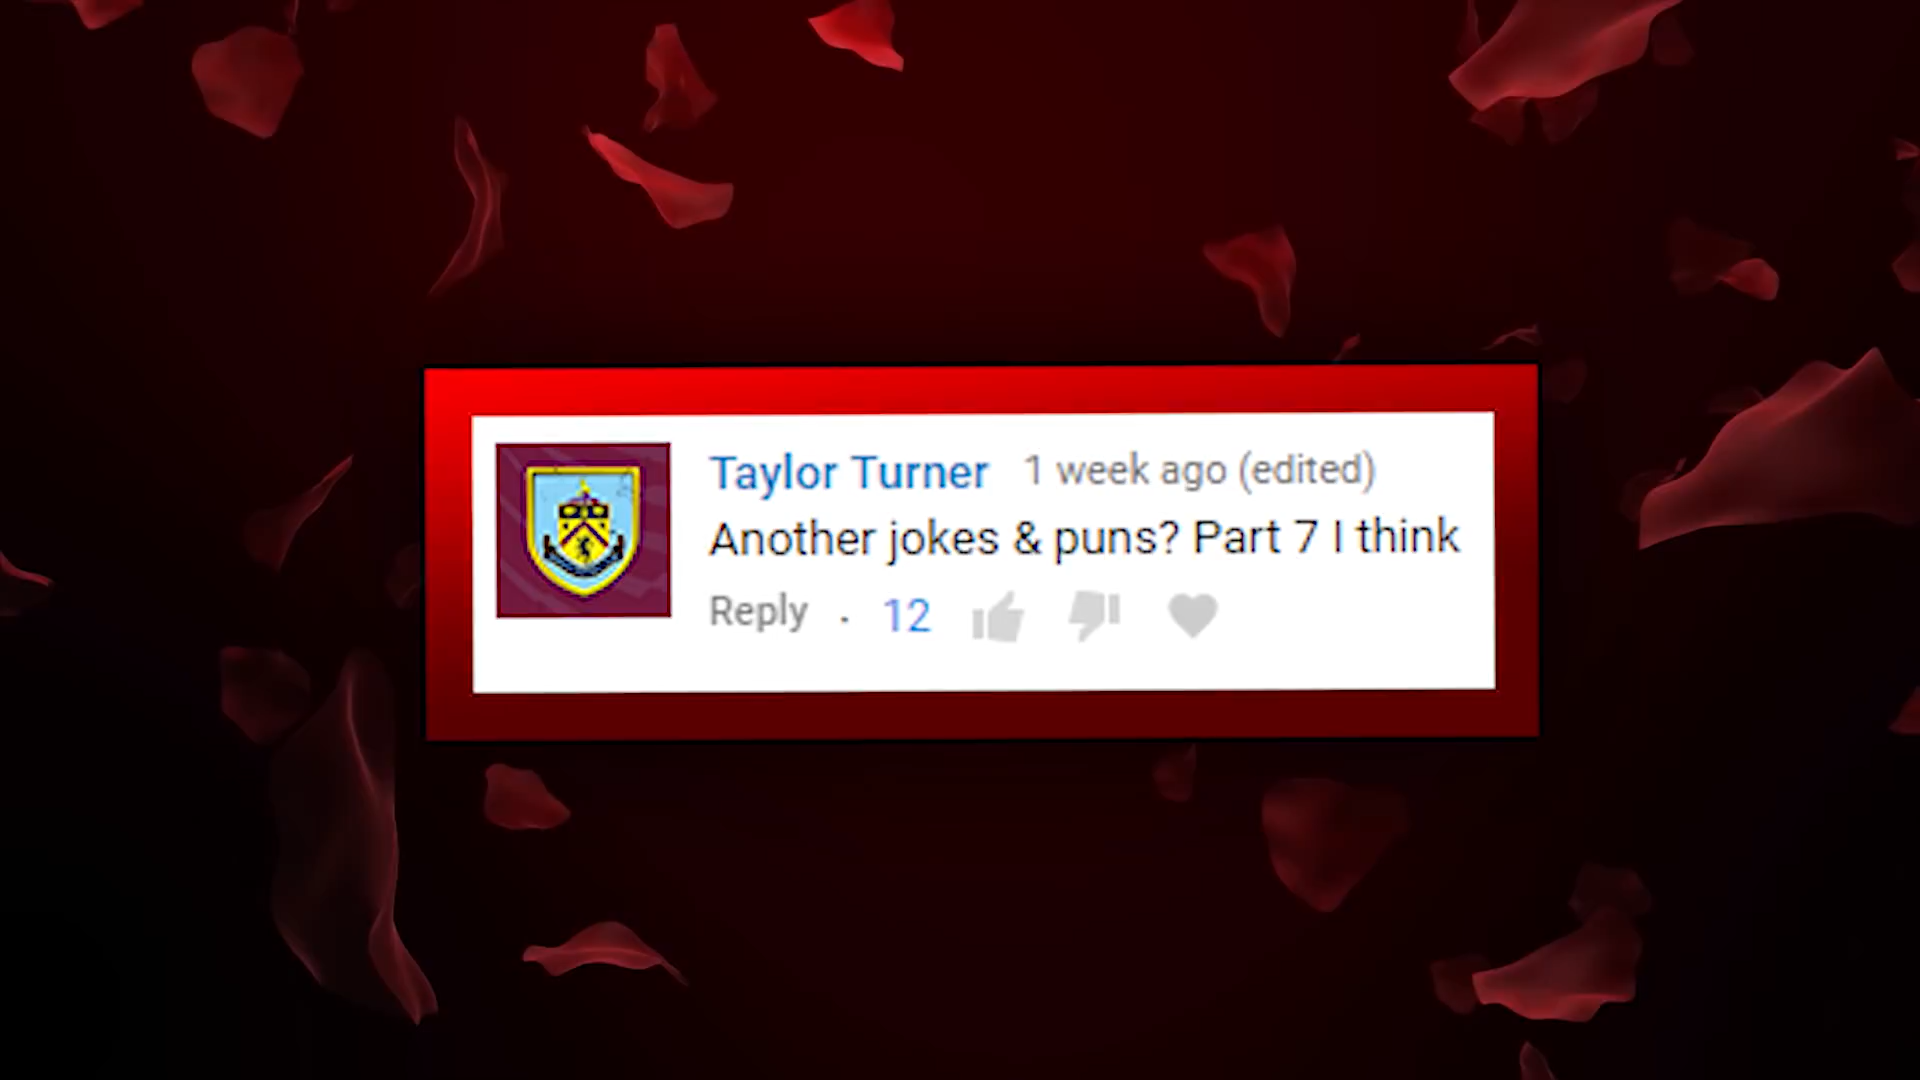 Taylor Turner 1 week ago (edited)
Another jokes & puns? Part 7 I think
Reply · 12